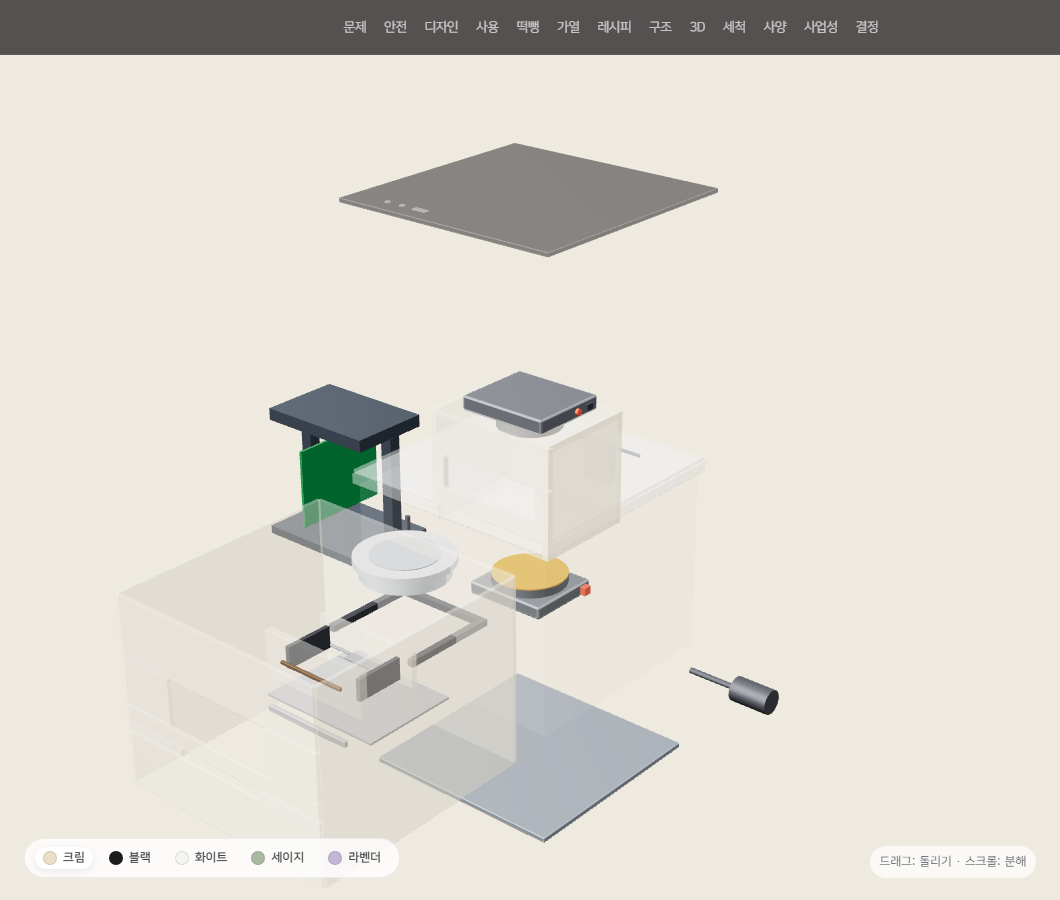 문제 안전 디자인 사용 떡뻥 가열 레시피 구조 3D 세척 사양 사업성 결정
크림 블랙 화이트 세이지 라벤더
드래그: 돌리기 · 스크롤: 분해